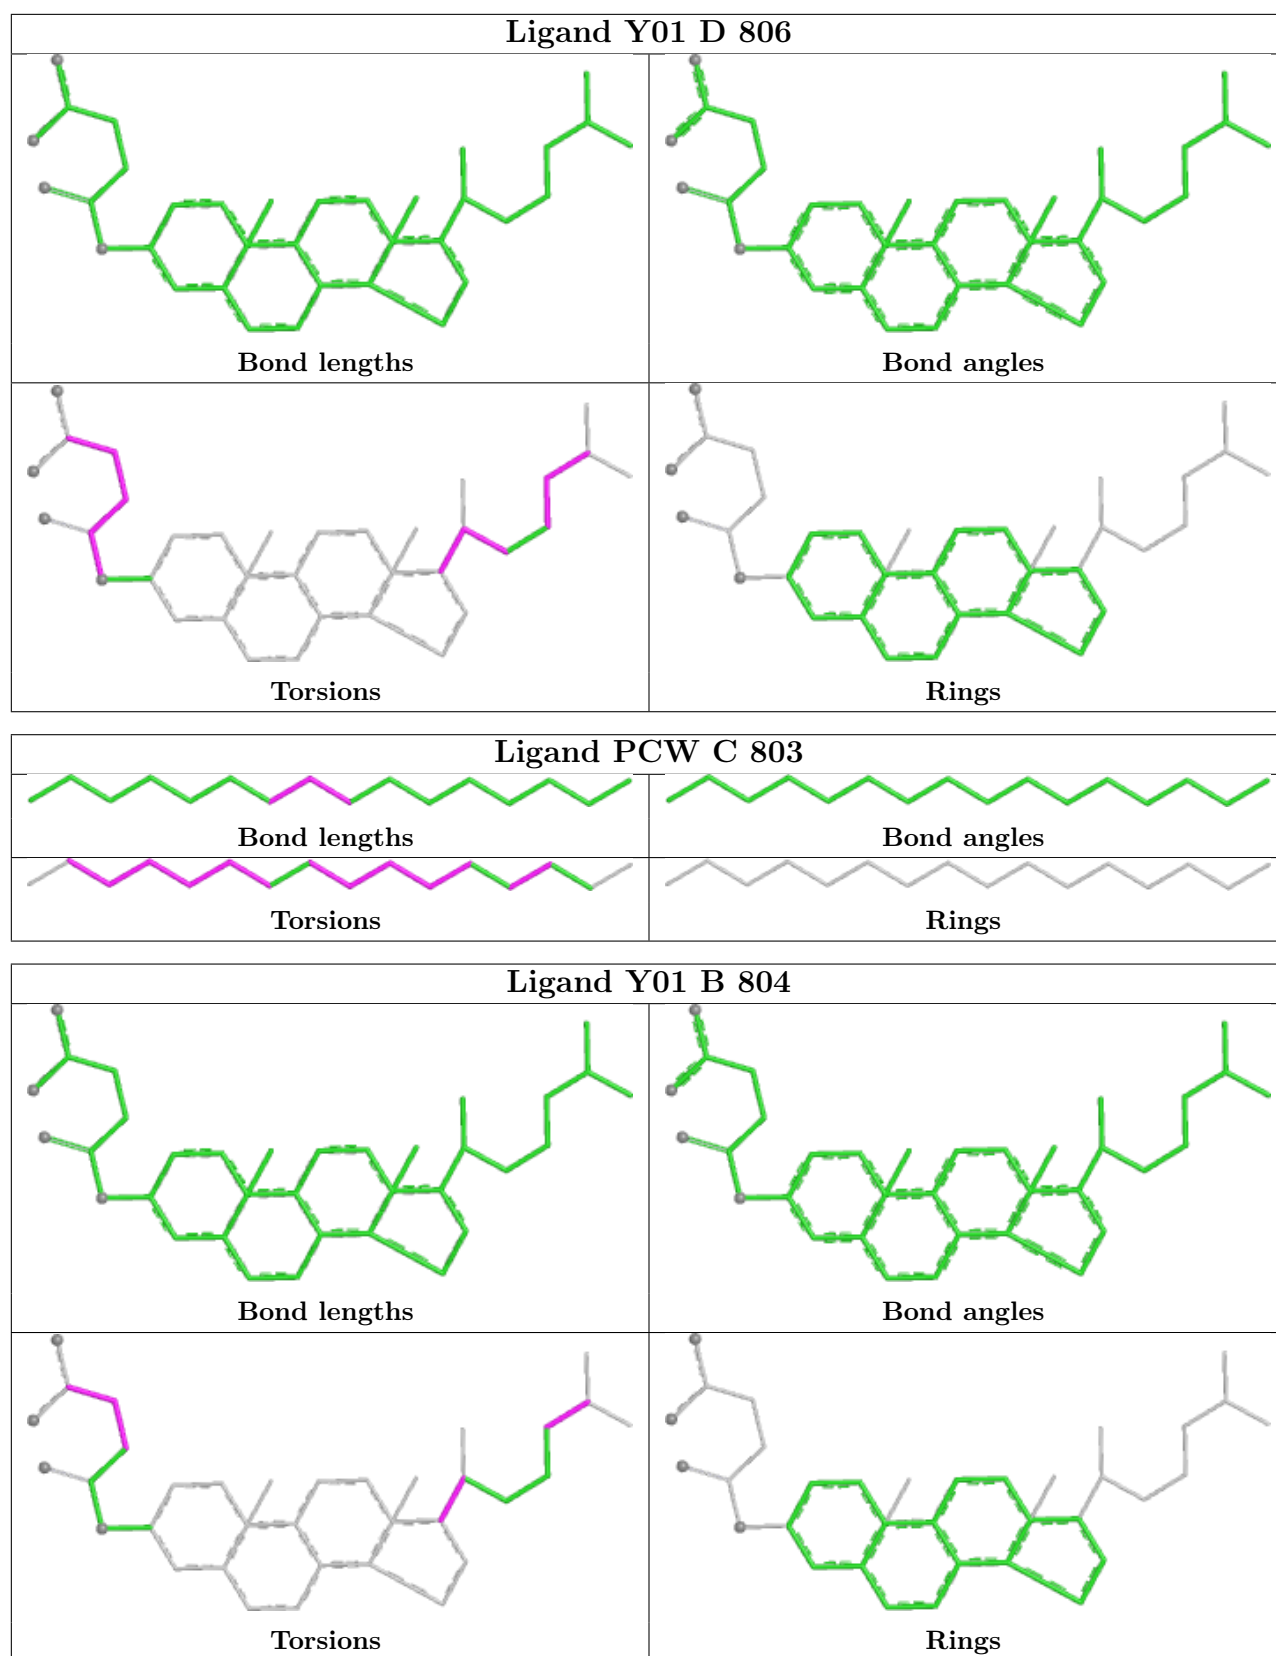 Ligand Y01 D 806
Bond lengths
Bond angles
Torsions
Rings
Ligand PCW C 803
Bond lengths
Bond angles
Torsions
Rings
Ligand Y01 B 804
Bond lengths
Bond angles
Torsions
Rings